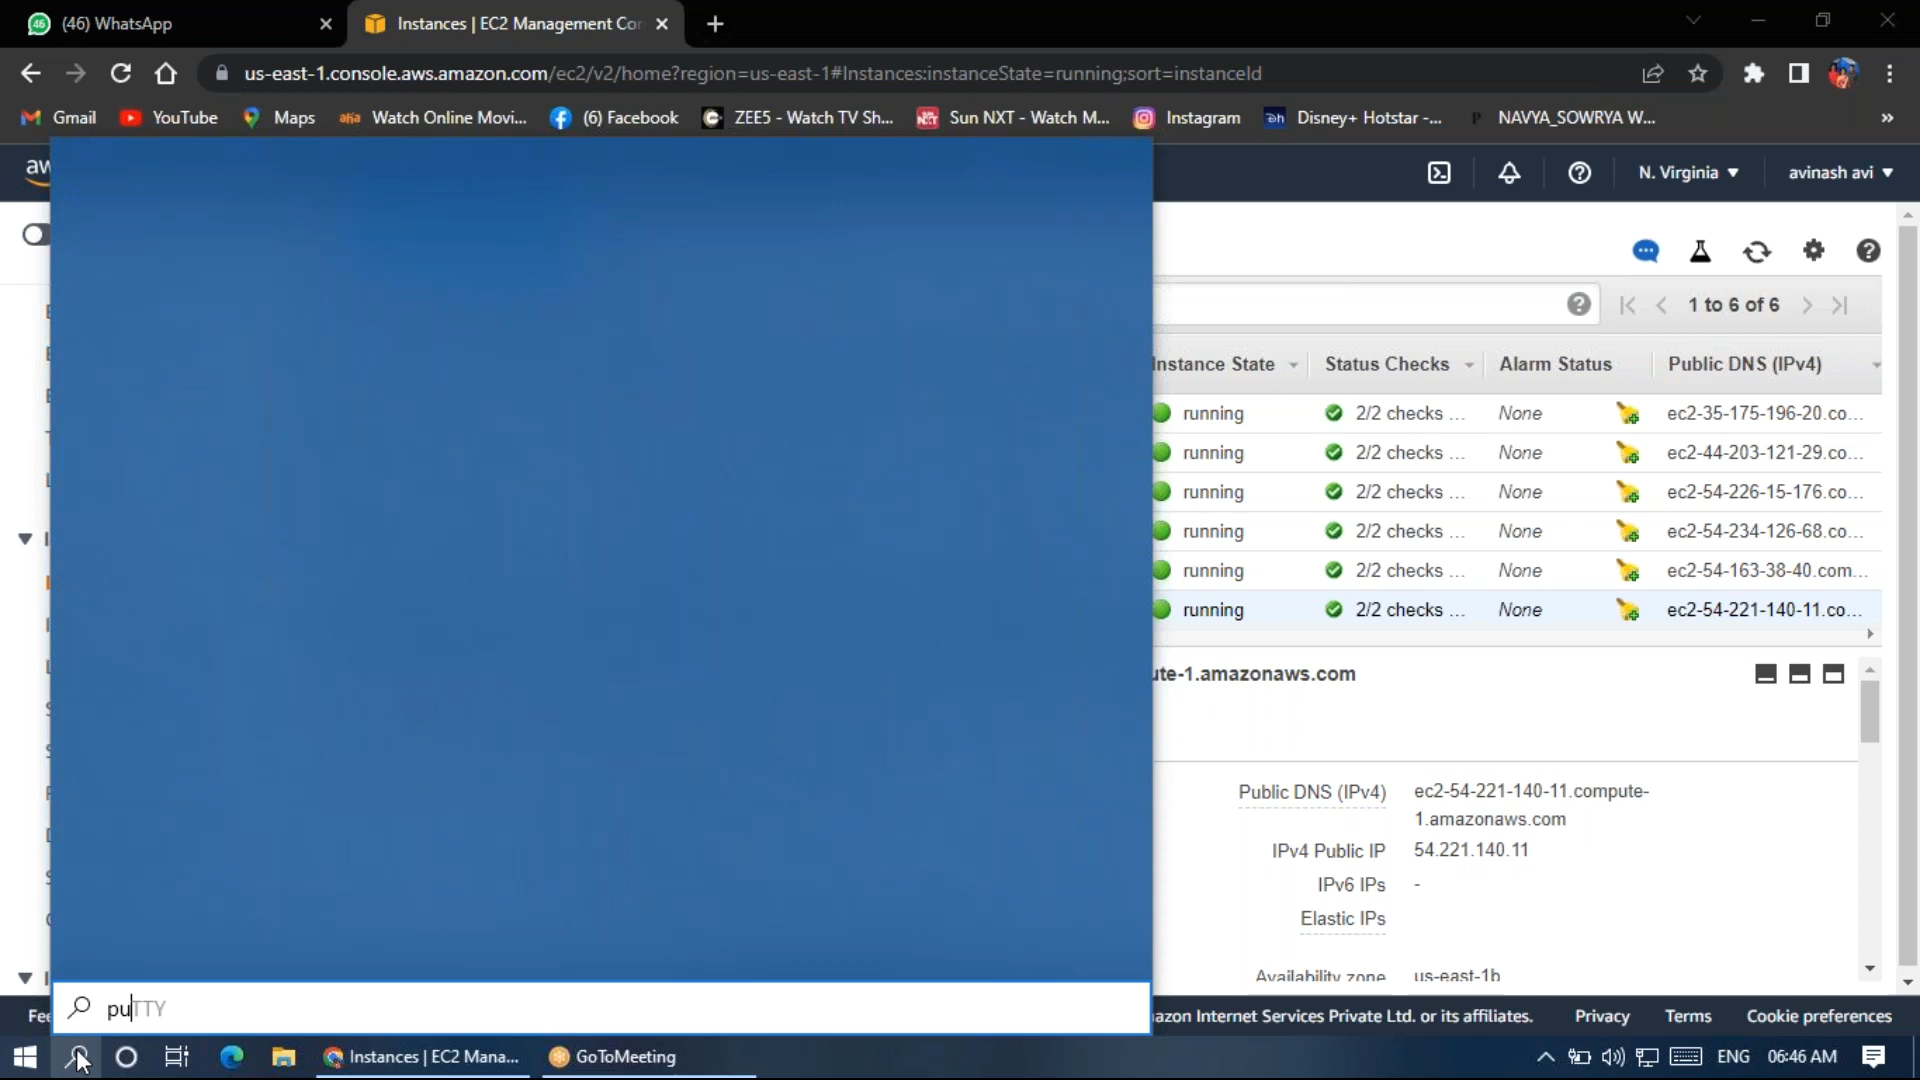 (46) WhatsApp
Instances | EC2 Management Co
us-east-1.console.aws.amazon.com/ec2/v2/home?region=us-east-1#Instances:instanceState=running;sort=instanceId
Gmail YouTube Maps Watch Online Movi... (6) Facebook ZEE5 - Watch TV Sh... Sun NXT - Watch M... Instagram Disney+ Hotstar -... NAVYA_SOWRYA W...
N. Virginia avinash avi
1 to 6 of 6
Instance State Status Checks Alarm Status Public DNS (IPv4)
running 2/2 checks ... None ec2-35-175-196-20.co...
running 2/2 checks ... None ec2-44-203-121-29.co...
running 2/2 checks ... None ec2-54-226-15-176.co...
running 2/2 checks ... None ec2-54-234-126-68.co...
running 2/2 checks ... None ec2-54-163-38-40.com...
running 2/2 checks ... None ec2-54-221-140-11.co...
ute-1.amazonaws.com
Public DNS (IPv4) ec2-54-221-140-11.compute-
1.amazonaws.com
IPv4 Public IP 54.221.140.11
IPv6 IPs -
Elastic IPs
Availability zone us-east-1b
puTTY
Fee azon Internet Services Private Ltd. or its affiliates. Privacy Terms Cookie preferences
Instances | EC2 Mana... GoToMeeting ENG 06:46 AM